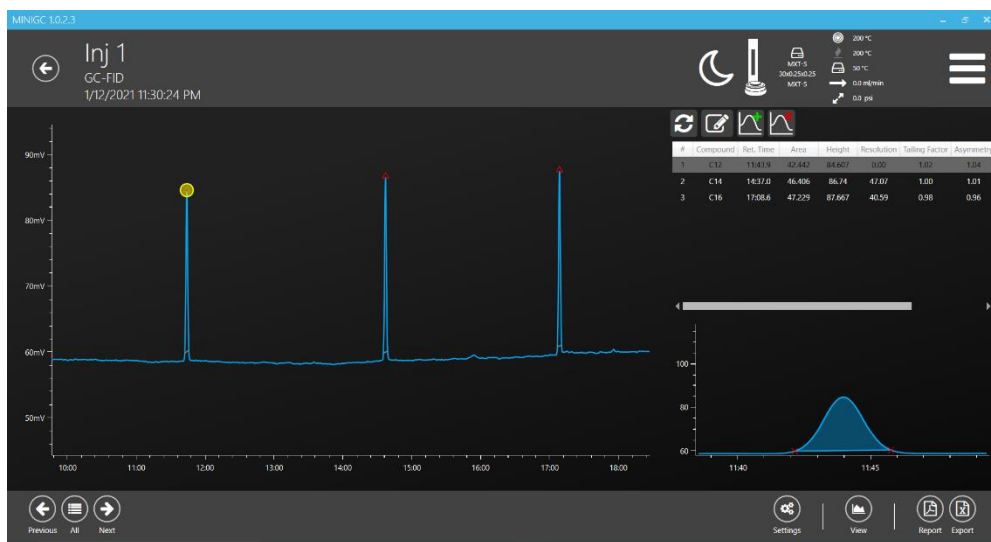 MINIGC 1.0.2.3
Inj 1
GC-FID
1/12/2021 11:30:24 PM
MXT-5
30x0.25x0.25
MXT-5
200 °C
200 °C
50 °C
0.0 ml/min
0.0 psi
90mV
80mV
70mV
60mV
50mV
10:00 11:00 12:00 13:00 14:00 15:00 16:00 17:00 18:00
# Compound Ret. Time Area Height Resolution Tailing Factor Asymmetry
1 C12 11:41.9 42.442 84.607 0.00 1.02 1.04
2 C14 14:37.0 46.406 86.74 47.07 1.00 1.01
3 C16 17:08.6 47.229 87.667 40.59 0.98 0.96
100
80
60
11:40 11:45
Previous All Next
Settings View Report Export